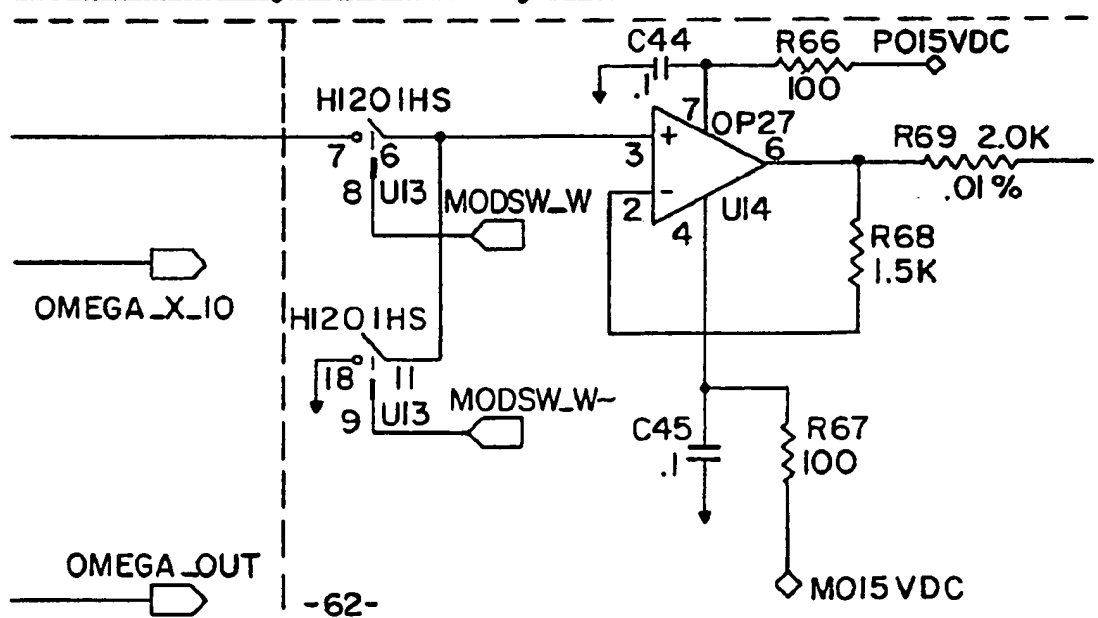 C44
R66
PO15VDC
.1
100
HI201HS
7
OP27
7
6
3
+
6
R69 2.0K
8
U13
MODSW_W
2
-
U14
.01%
4
R68
1.5K
OMEGA_X_10
HI201HS
18
11
9
U13
MODSW_W~
C45
.1
R67
100
OMEGA_OUT
-62-
MO15VDC